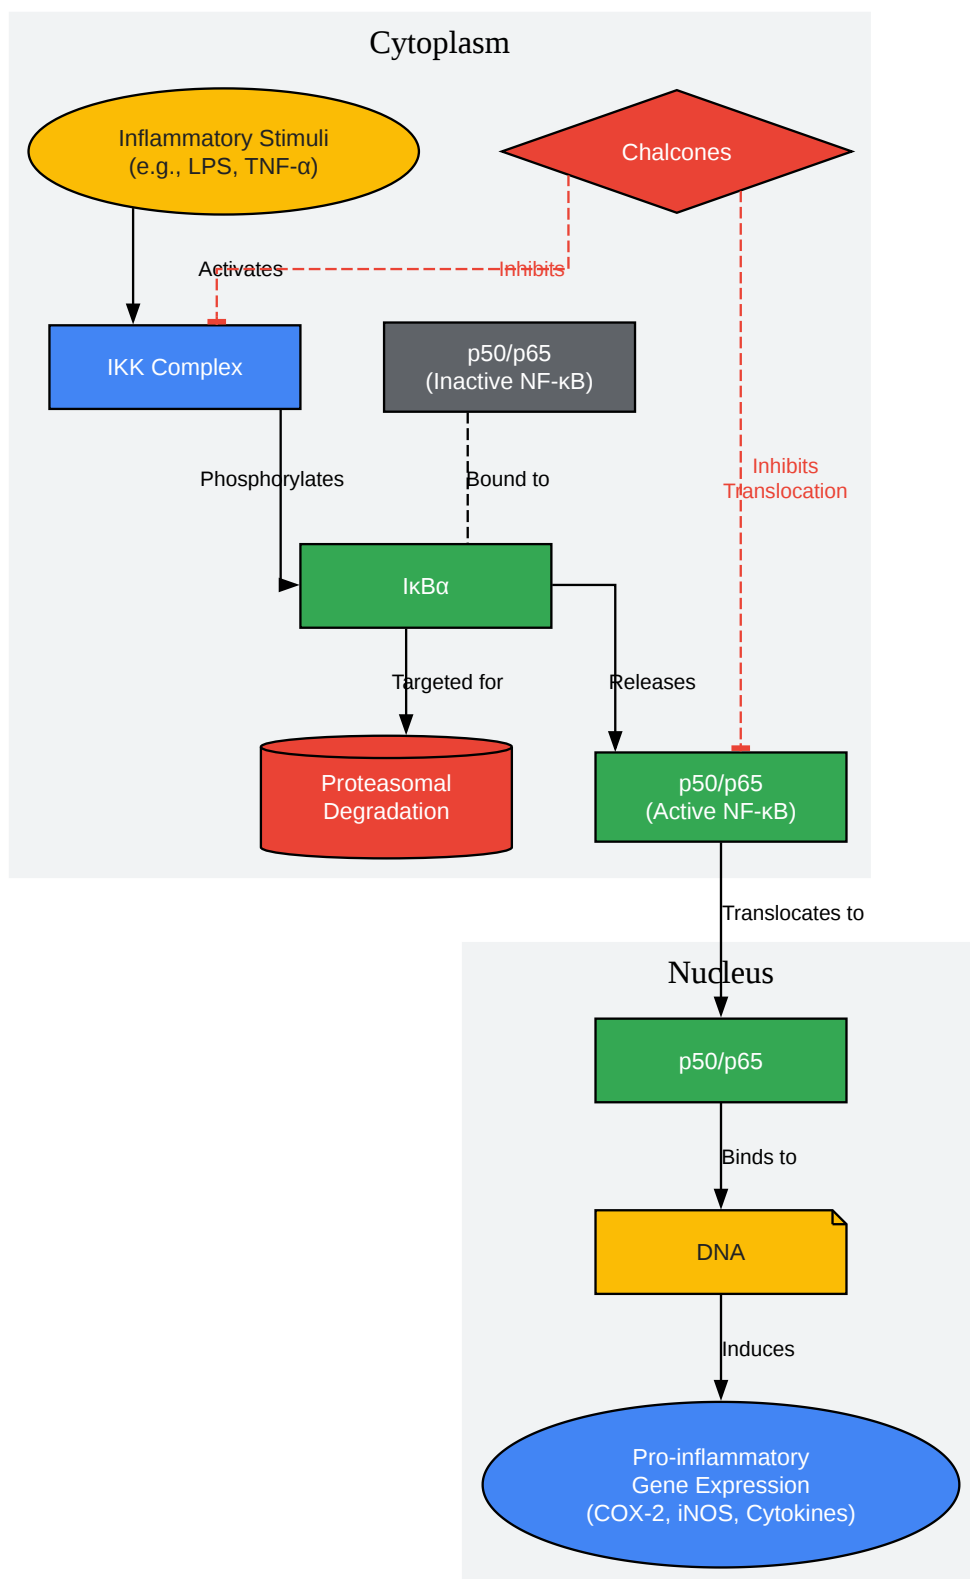 Cytoplasm
Inflammatory Stimuli
(e.g., LPS, TNF-α)
Chalcones
Activates
Inhibits
IKK Complex
p50/p65
(Inactive NF-κB)
Phosphorylates
Bound to
Inhibits
Translocation
IκBα
Targeted for
Releases
Proteasomal
Degradation
p50/p65
(Active NF-κB)
Translocates to
Nucleus
p50/p65
Binds to
DNA
Induces
Pro-inflammatory
Gene Expression
(COX-2, iNOS, Cytokines)